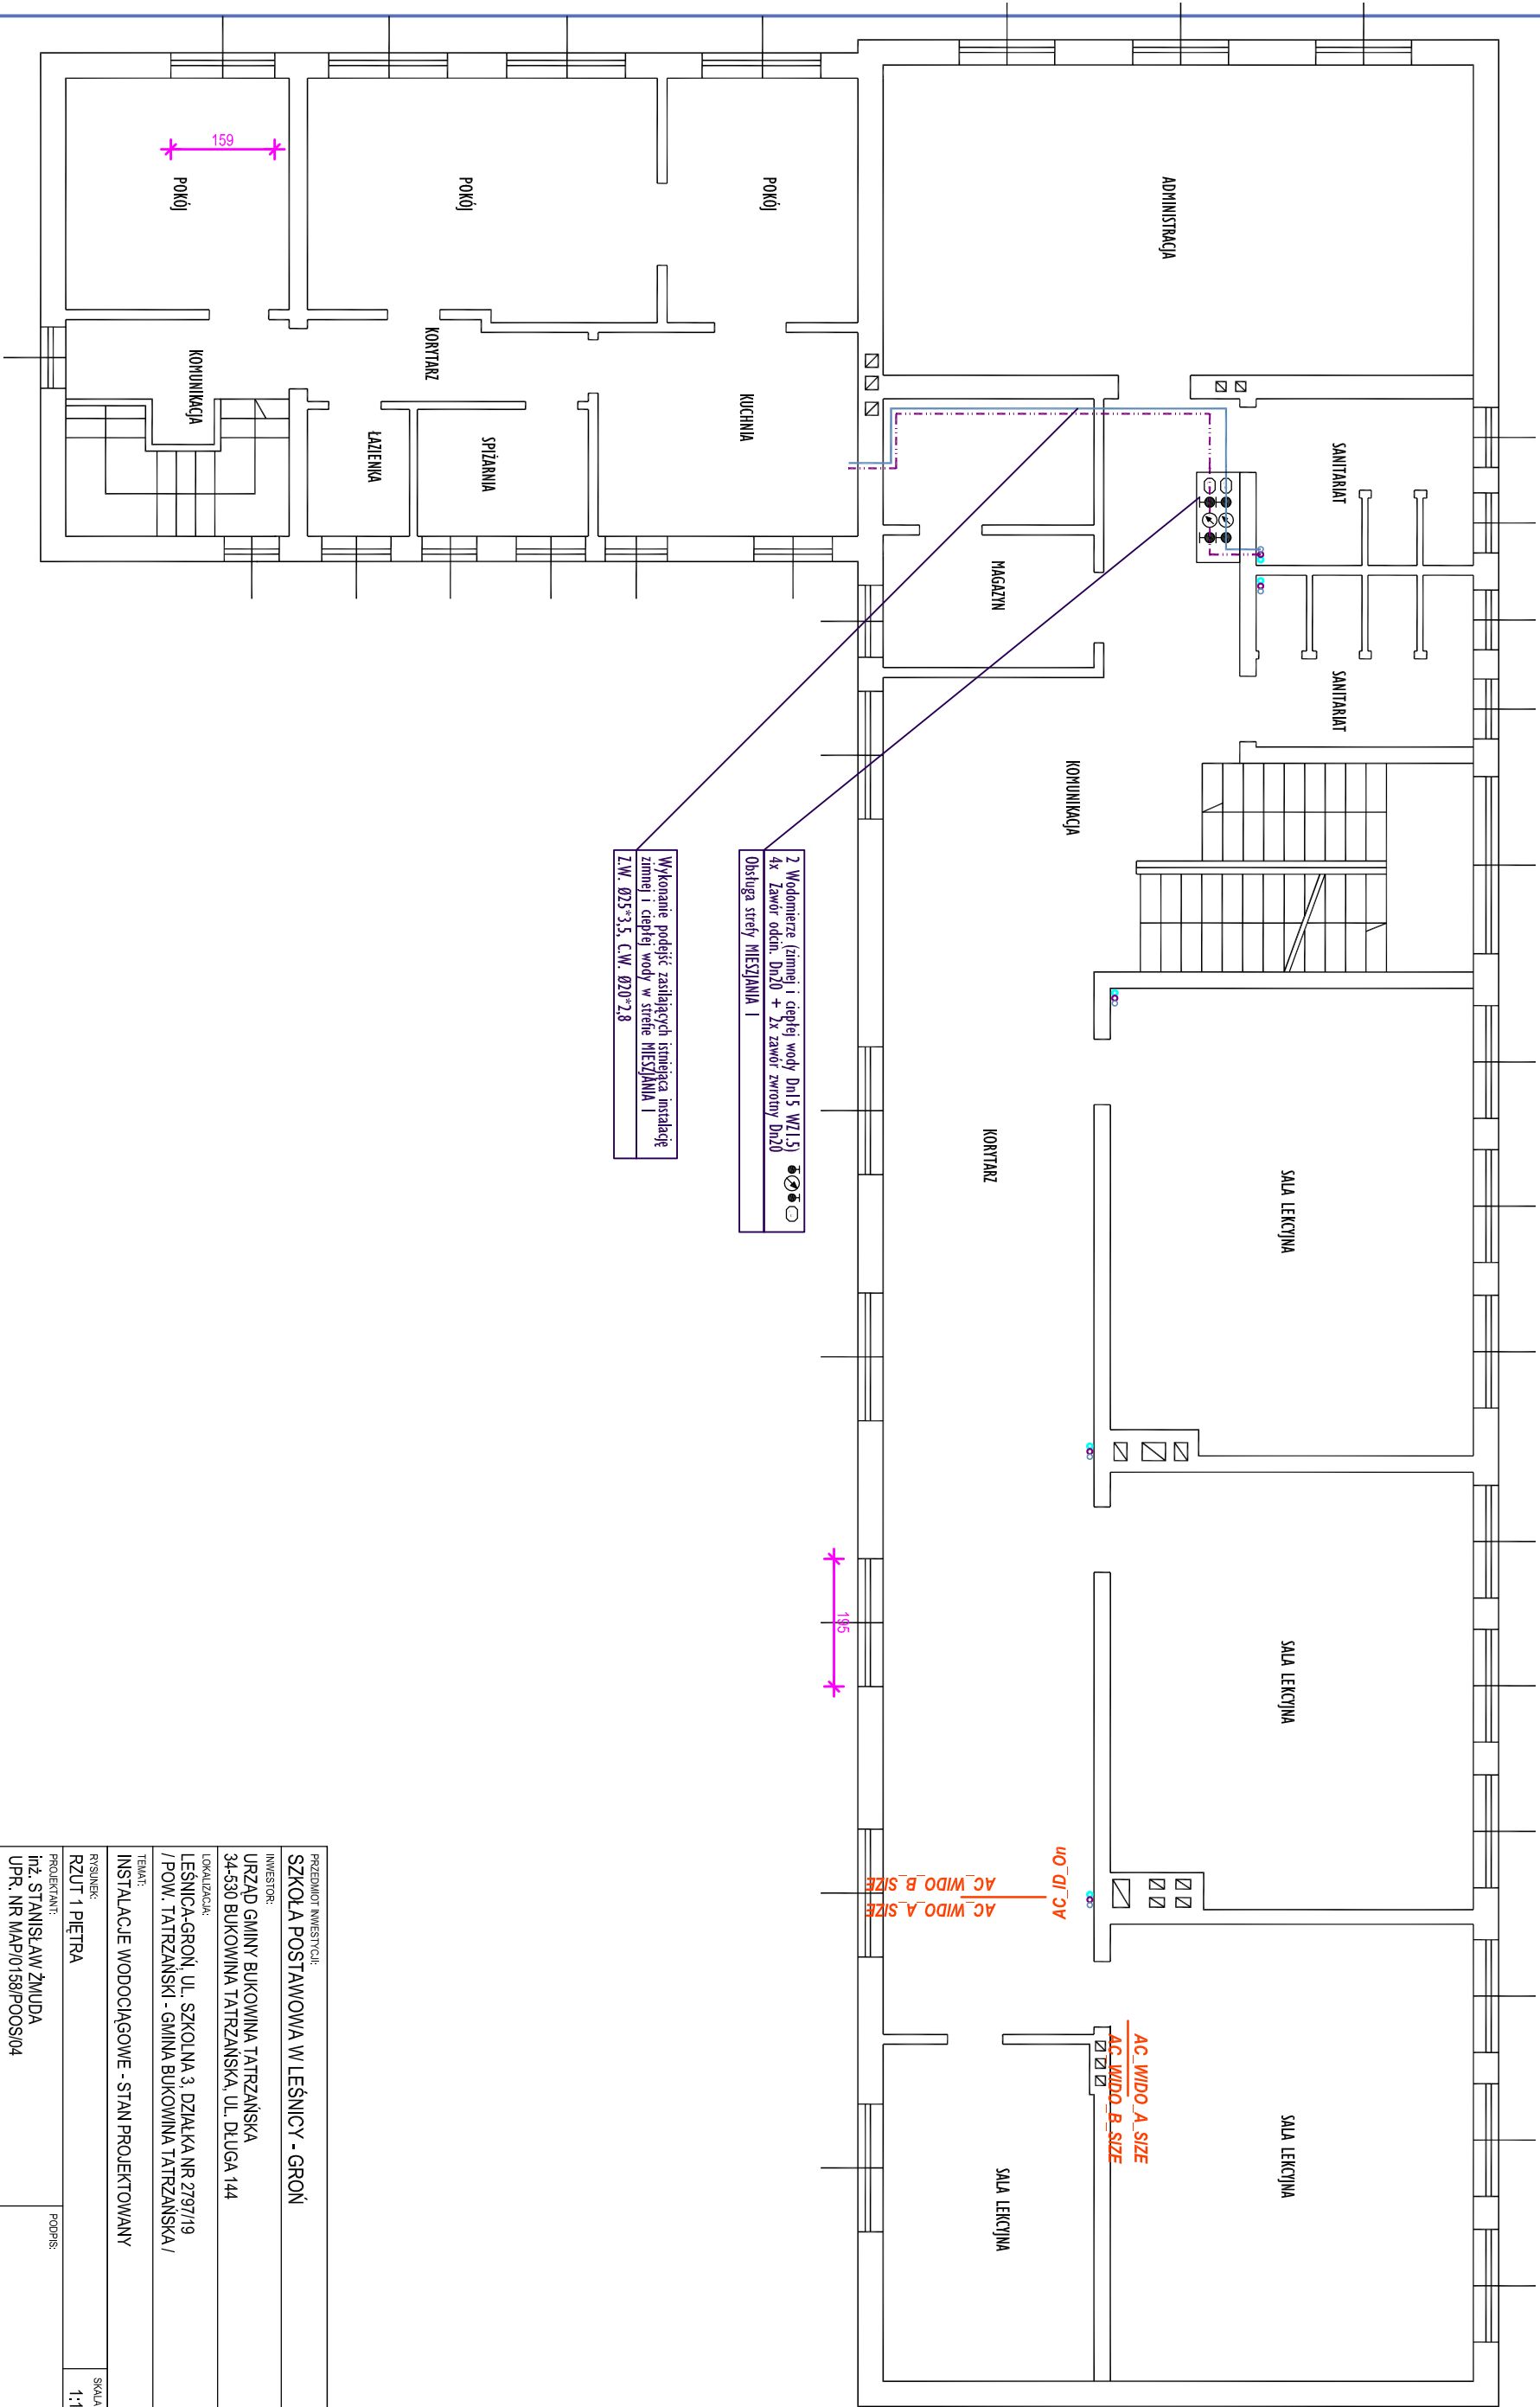 ADMINISTRACJA
SANITARIAT
SANITARIAT
POKÓJ
POKÓJ
POKÓJ
159
KOMUNIKACJA
KORYTARZ
KUCHNIA
ŁAZIENKA
SPIŻARNIA
MAGAZYN
KOMUNIKACJA
KORYTARZ
SALA LEKCYJNA
SALA LEKCYJNA
SALA LEKCYJNA
SALA LEKCYJNA
195
2 Wodomierze (zimnej i ciepłej wody Dn15 WZ1.5)
4x Zawór odcin. Dn20 + 2x zawór zwrotny Dn20
Obsługa strefy MIESZJANIA I
Wykonanie podejść zasilających istniejąca instalację
zimnej i ciepłej wody w strefie MIESZJANIA I
Z.W. Ø25*3,5, C.W. Ø20*2,8
AC_ID_On
AC_WIDO_B_SIZE
AC_WIDO_A_SIZE
AC_WIDO_A_SIZE
AC_WIDO_B_SIZE
PRZEDMIOT INWESTYCJI:
SZKOŁA POSTAWOWA W LEŚNICY - GROŃ
INWESTOR:
URZĄD GMINY BUKOWINA TATRZAŃSKA
34-530 BUKOWINA TATRZAŃSKA, UL. DŁUGA 144
LOKALIZACJA:
LEŚNICA-GROŃ, UL. SZKOLNA 3, DZIAŁKA NR 2797/19
/ POW. TATRZAŃSKI - GMINA BUKOWINA TATRZAŃSKA /
TEMAT:
INSTALACJE WODOCIĄGOWE - STAN PROJEKTOWANY
RYSUNEK:
RZUT 1 PIĘTRA
SKALA
1:1
PROJEKTANT:
inż. STANISŁAW ŻMUDA
UPR. NR MAP/0158/POOS/04
PODPIS: